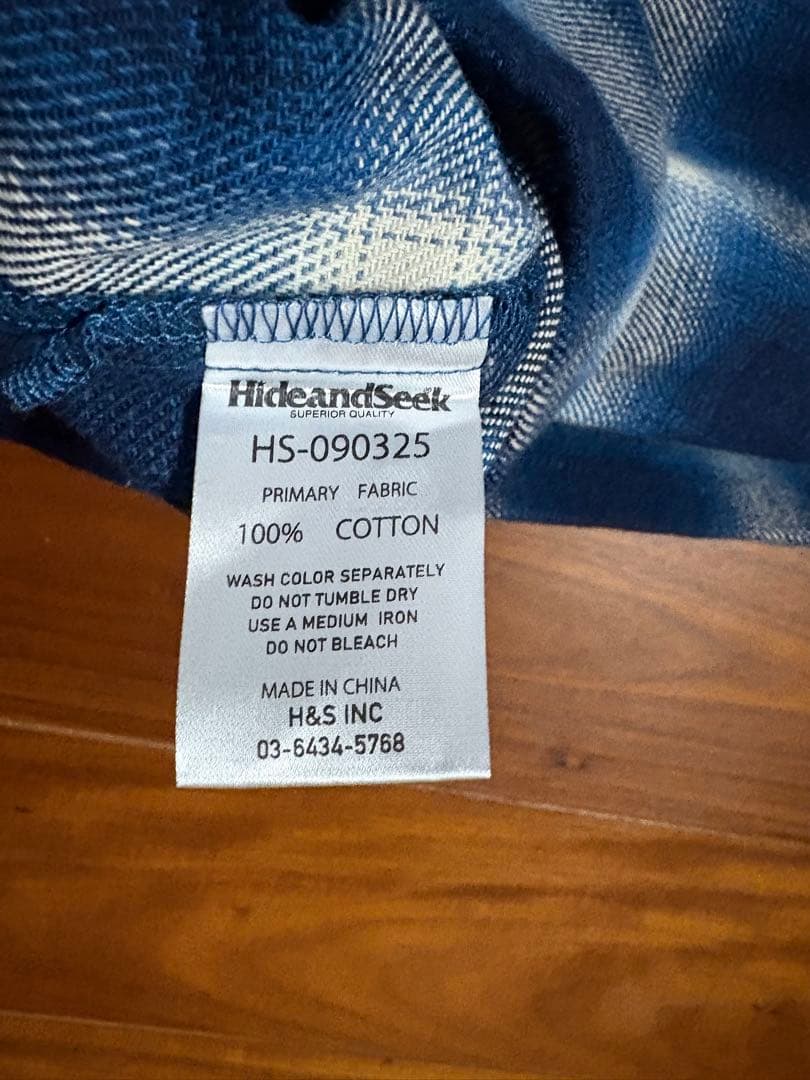 HideandSeek
SUPERIOR QUALITY
HS-090325
PRIMARY FABRIC
100% COTTON
WASH COLOR SEPARATELY
DO NOT TUMBLE DRY
USE A MEDIUM IRON
DO NOT BLEACH
MADE IN CHINA
H&S INC
03-6434-5768